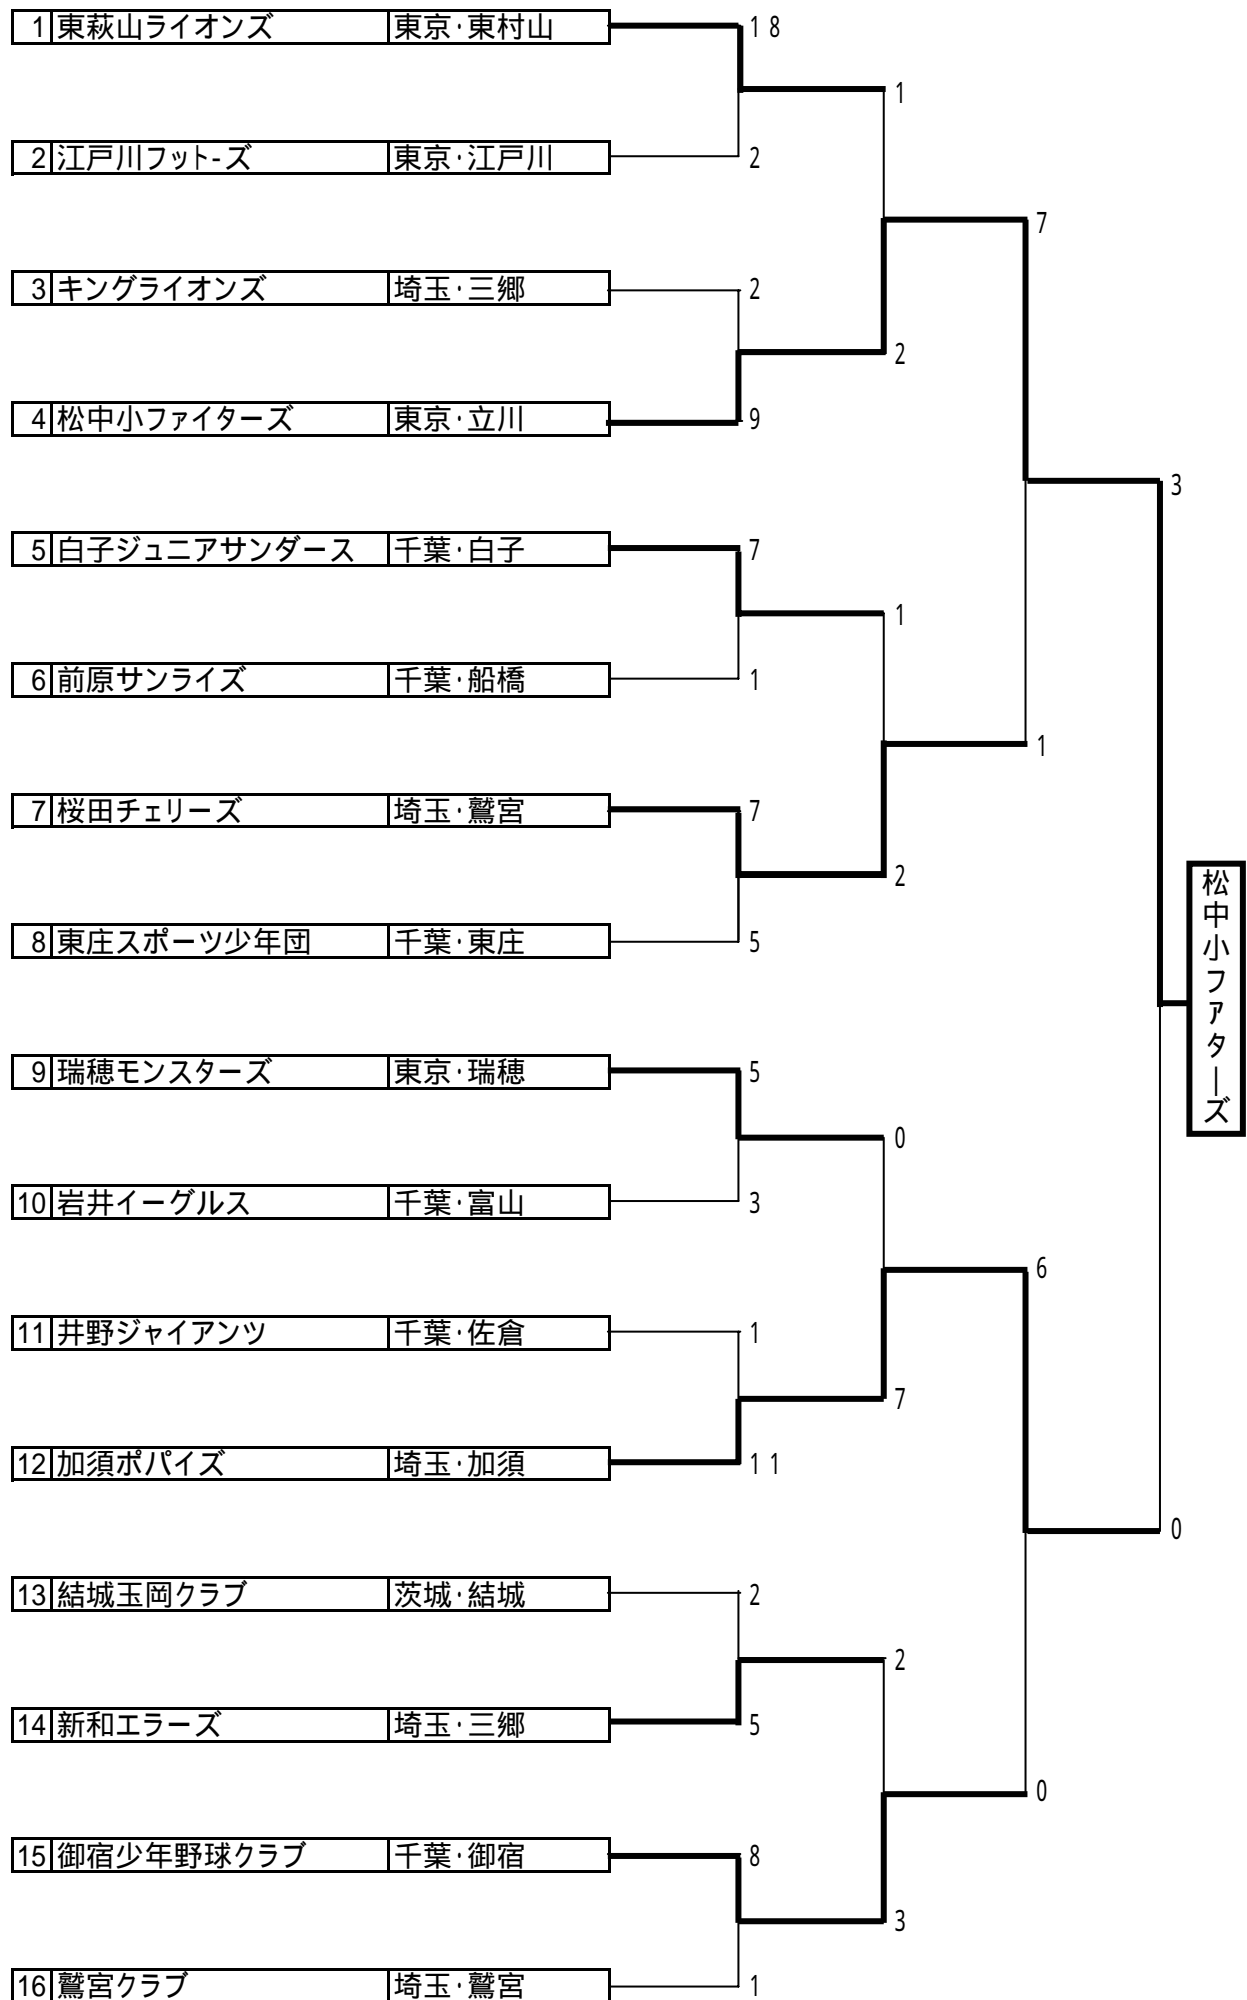 1 東萩山ライオンズ 東京・東村山 18
1
2 江戸川フット-ズ 東京・江戸川 2
7
3 キングライオンズ 埼玉・三郷 2
2
4 松中小ファイターズ 東京・立川 9
3
5 白子ジュニアサンダース 千葉・白子 7
1
6 前原サンライズ 千葉・船橋 1
1
7 桜田チェリーズ 埼玉・鷲宮 7
2
8 東庄スポーツ少年団 千葉・東庄 5
松中小ファターズ
9 瑞穂モンスターズ 東京・瑞穂 5
0
10 岩井イーグルス 千葉・富山 3
6
11 井野ジャイアンツ 千葉・佐倉 1
7
12 加須ポパイズ 埼玉・加須 11
0
13 結城玉岡クラブ 茨城・結城 2
2
14 新和エラーズ 埼玉・三郷 5
0
15 御宿少年野球クラブ 千葉・御宿 8
3
16 鷲宮クラブ 埼玉・鷲宮 1